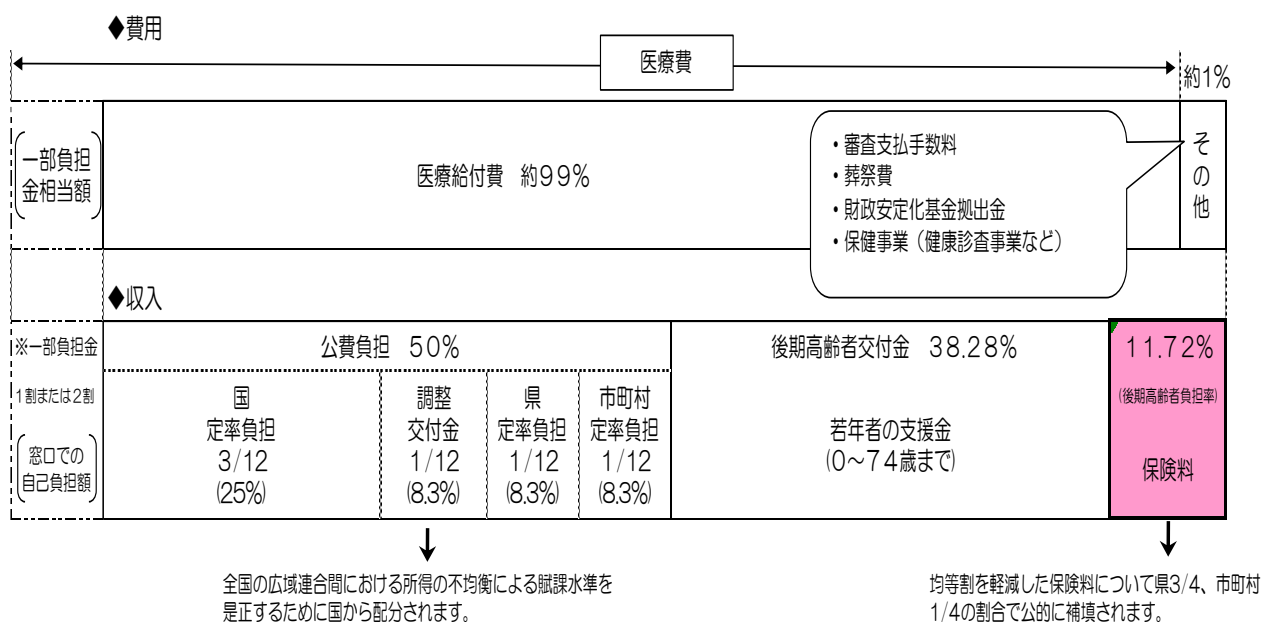 ◆費用
医療費
約1%
一部負担
金相当額
医療給付費 約99%
・審査支払手数料
・葬祭費
・財政安定化基金拠出金
・保健事業(健康診査事業など)
その他
◆収入
※一部負担金
1割または2割
窓口での
自己負担額
公費負担 50%
国
定率負担
3/12
(25%)
調整
交付金
1/12
(8.3%)
県
定率負担
1/12
(8.3%)
市町村
定率負担
1/12
(8.3%)
後期高齢者交付金 38.28%
若年者の支援金
(0~74歳まで)
11.72%
(後期高齢者負担率)
保険料
全国の広域連合間における所得の不均衡による賦課水準を
是正するために国から配分されます。
均等割を軽減した保険料について県3/4、市町村
1/4の割合で公的に補填されます。